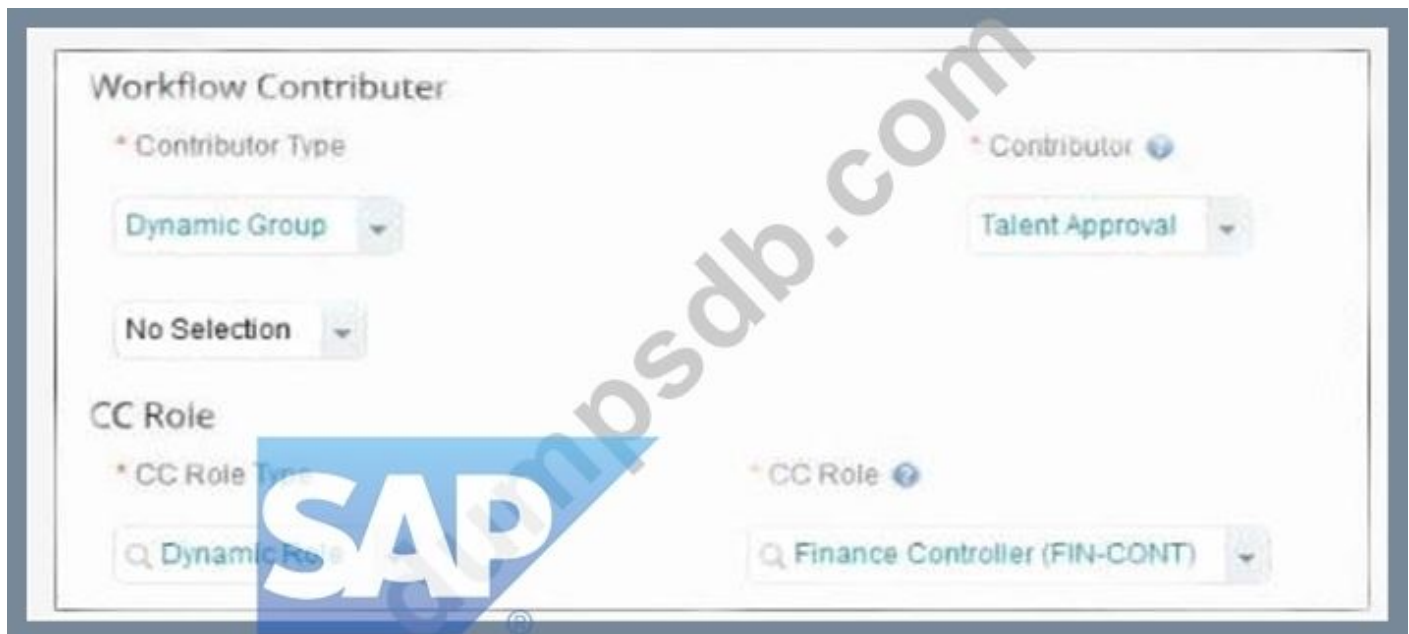 Workflow Contributer
* Contributor Type
* Contributor
Dynamic Group
Talent Approval
No Selection
CC Role
* CC Role Type
* CC Role
Dynamic Role
Finance Controller (FIN-CONT)
SAP
®
dumpsdb.com